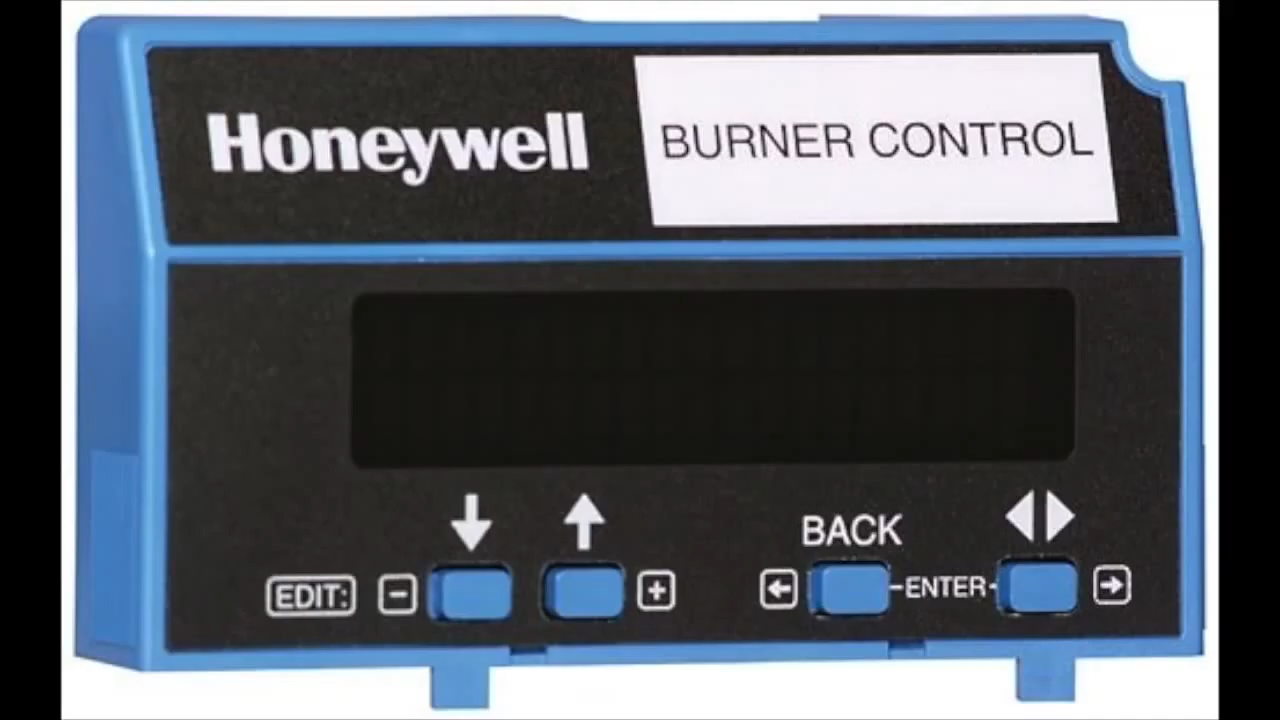 Honeywell
BURNER CONTROL
BACK
EDIT: - + ← ENTER →